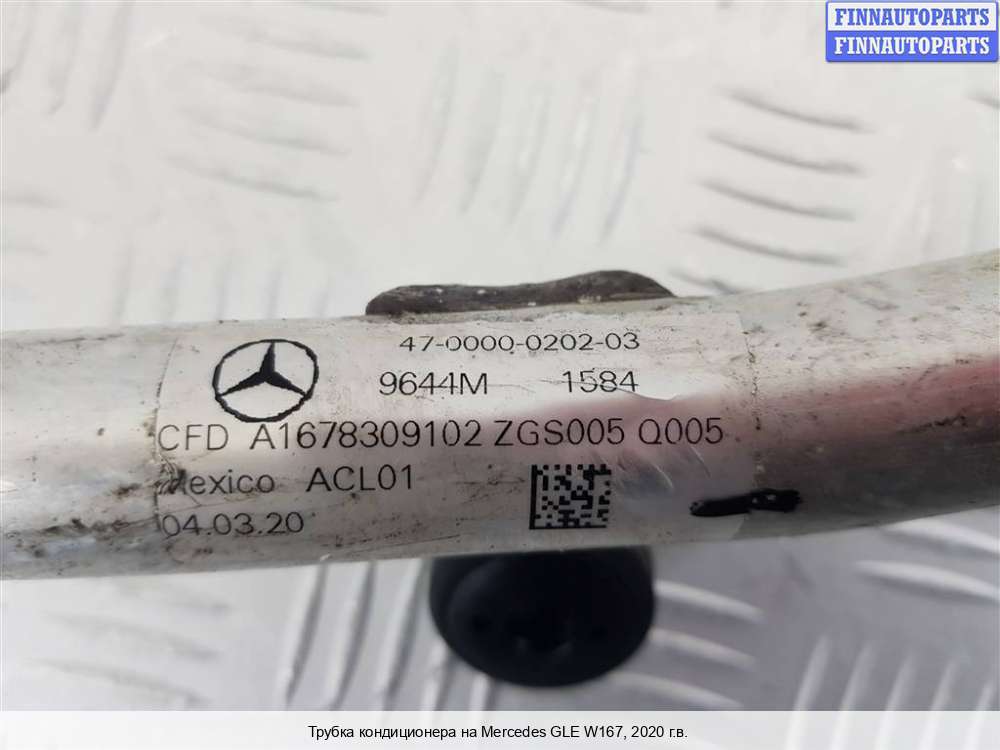 FINNAUTOPARTS
FINNAUTOPARTS
47-0000-0202-03
9644M 1584
CFD A1678309102 ZGS005 Q005
Mexico ACL01
04.03.20
Трубка кондиционера на Mercedes GLE W167, 2020 г.в.